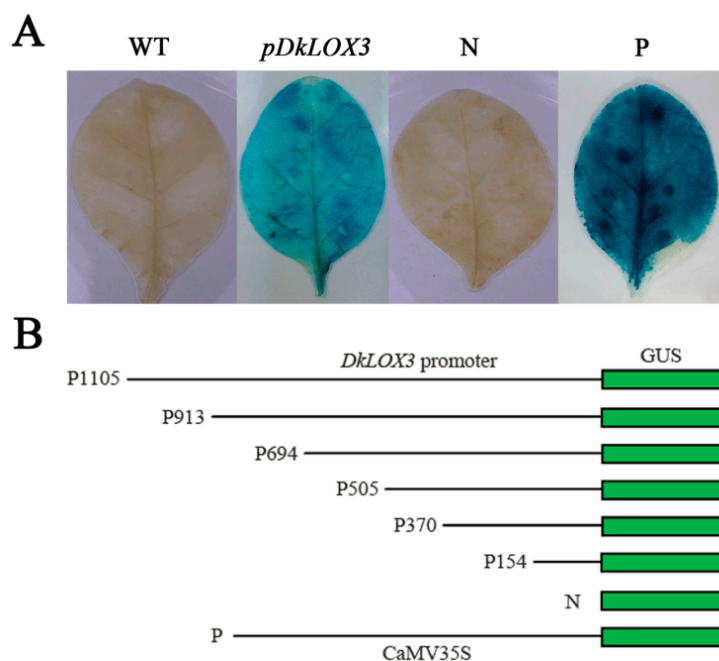 A
WT pDkLOX3 N P
B
DkLOX3 promoter GUS
P1105
P913
P694
P505
P370
P154
N
P
CaMV35S